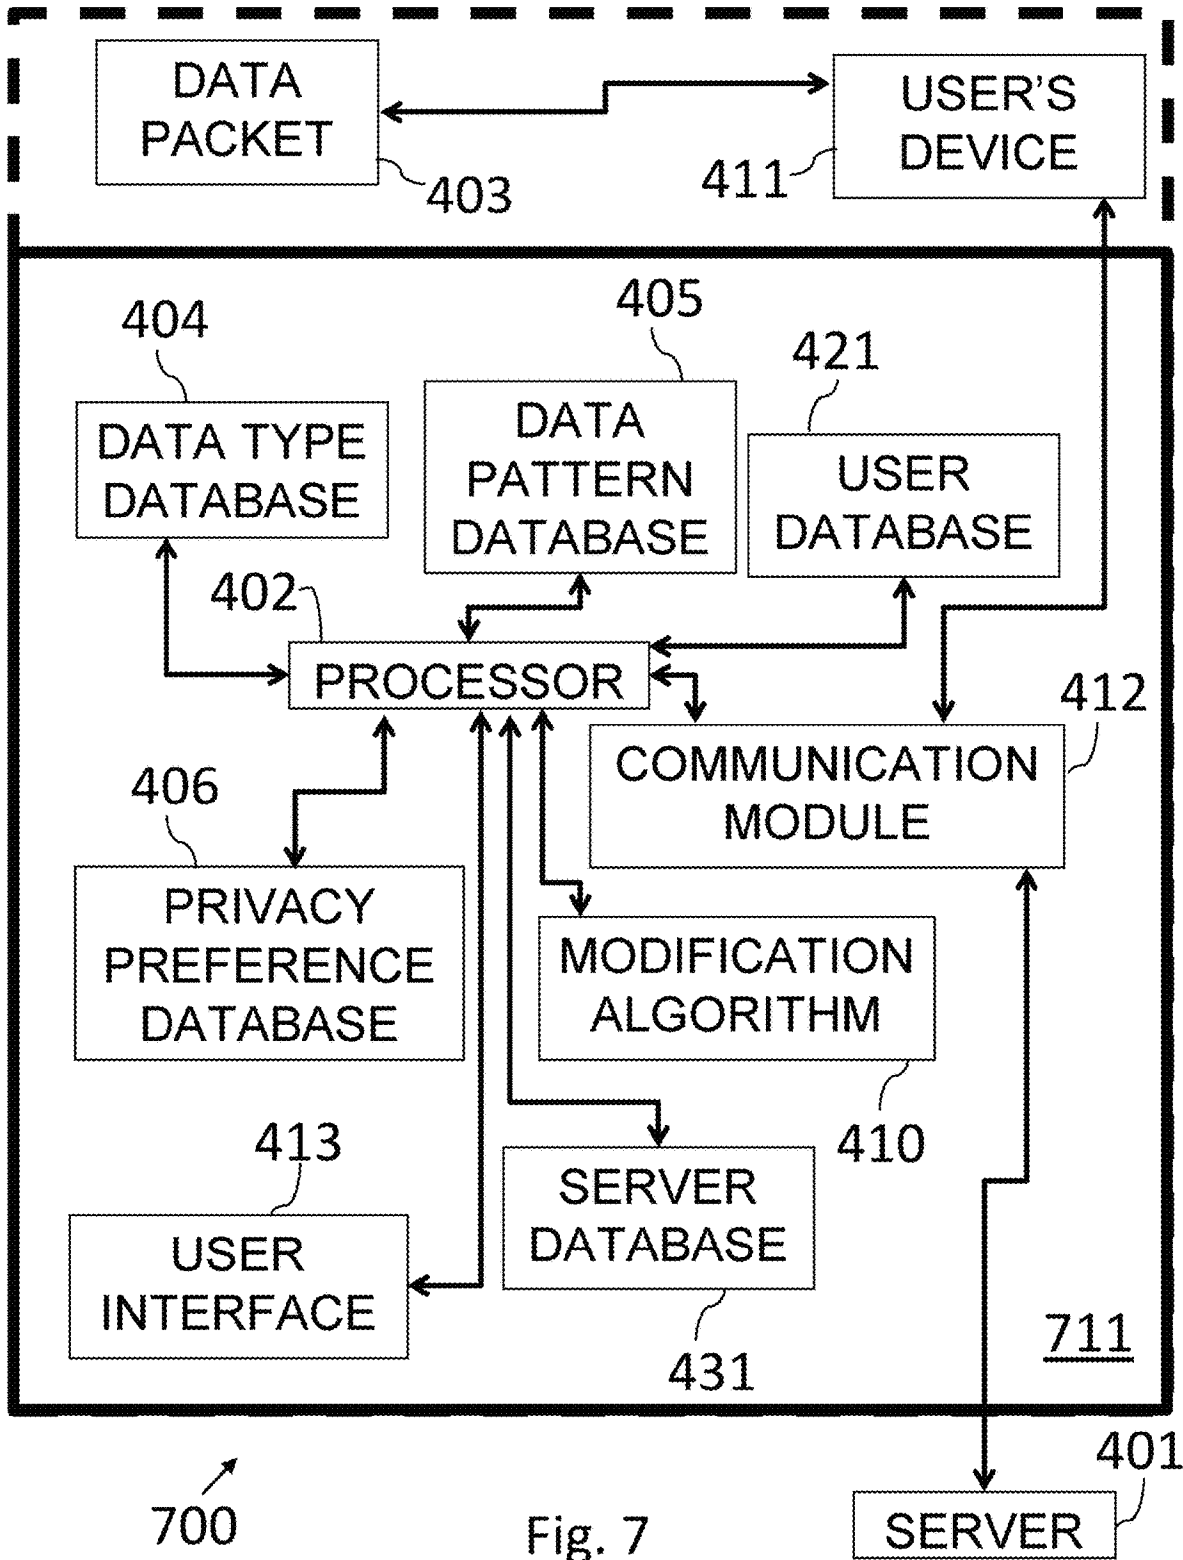 DATA
PACKET
403
USER'S
DEVICE
411
404
DATA TYPE
DATABASE
405
DATA
PATTERN
DATABASE
421
USER
DATABASE
402
PROCESSOR
412
COMMUNICATION
MODULE
406
PRIVACY
PREFERENCE
DATABASE
MODIFICATION
ALGORITHM
410
413
USER
INTERFACE
SERVER
DATABASE
431
711
401
SERVER
700
Fig. 7